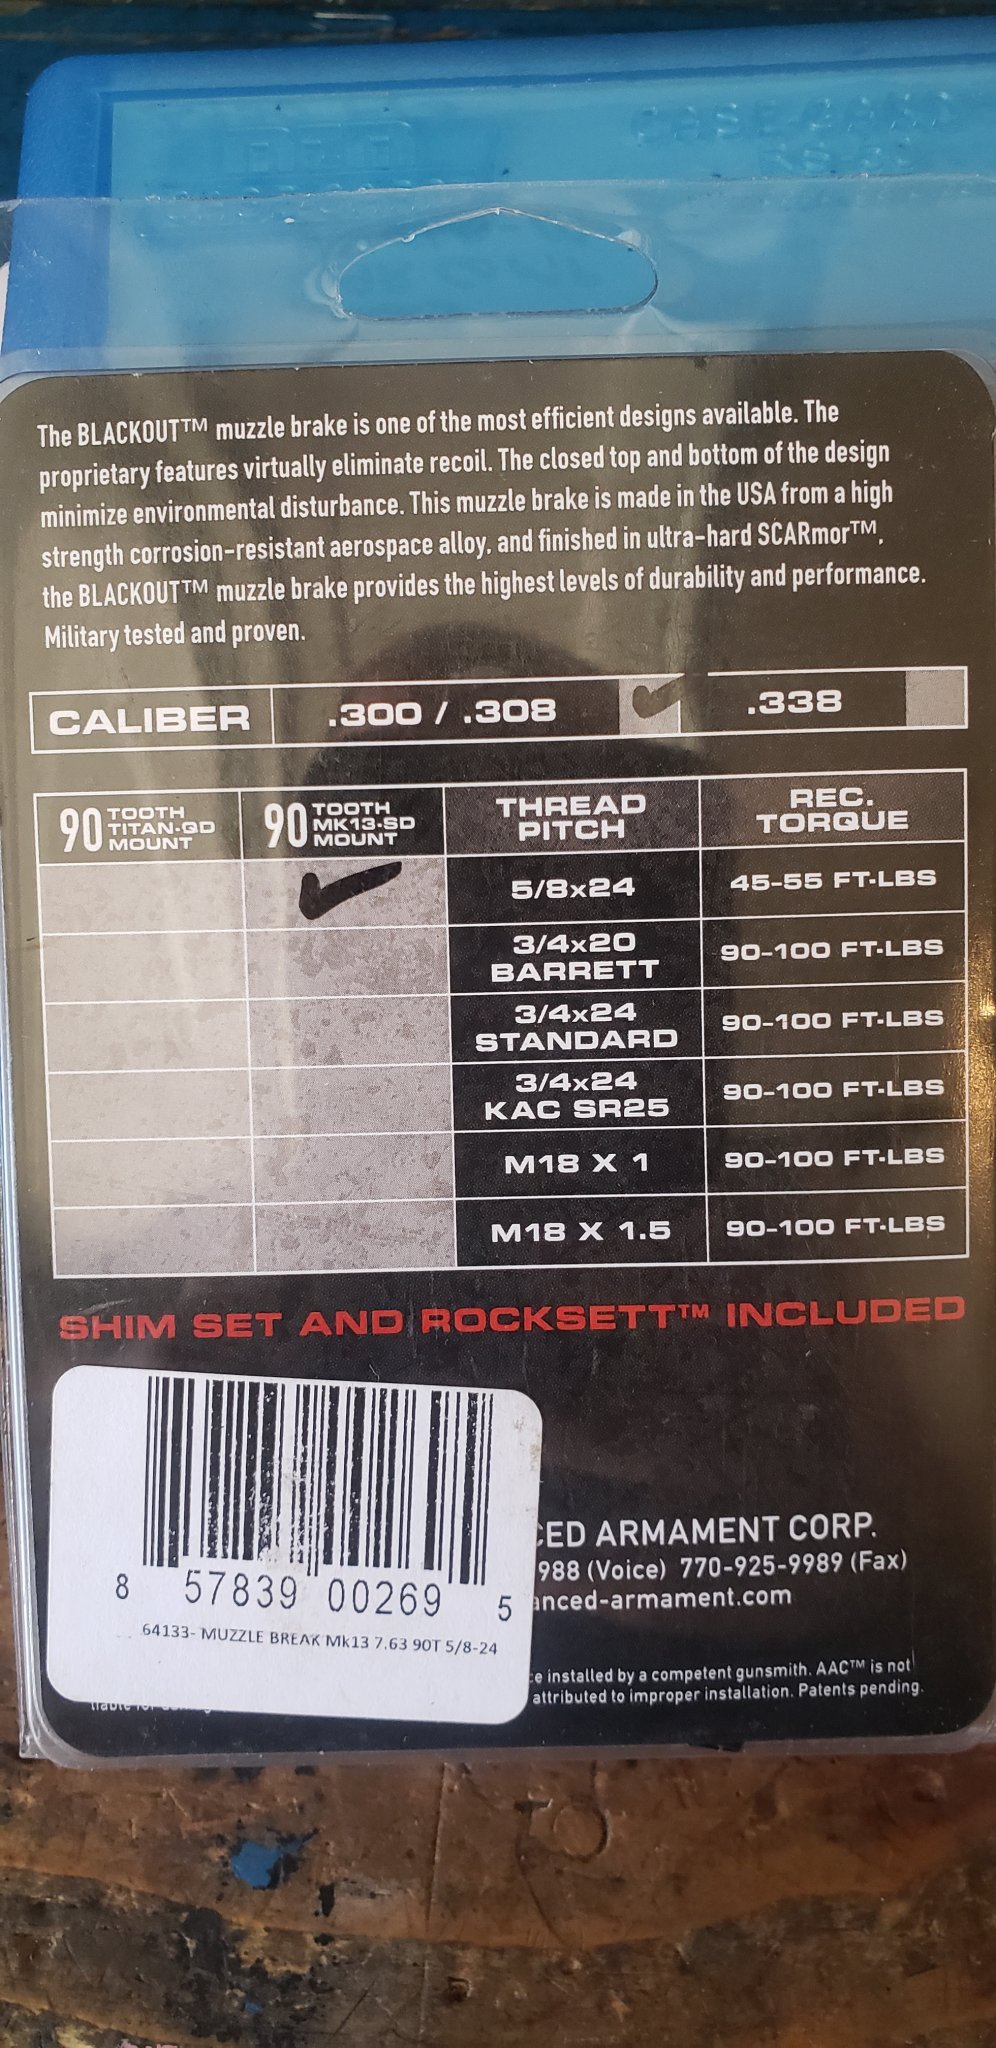 CASE-GARD
The BLACKOUT™ muzzle brake is one of the most efficient designs available. The
proprietary features virtually eliminate recoil. The closed top and bottom of the design
minimize environmental disturbance. This muzzle brake is made in the USA from a high
strength corrosion-resistant aerospace alloy, and finished in ultra-hard SCARmor™,
the BLACKOUT™ muzzle brake provides the highest levels of durability and performance.
Military tested and proven.
CALIBER .300 / .308 .338
90 TOOTH TITAN-QD MOUNT 90 TOOTH MK13-SD MOUNT THREAD PITCH REC. TORQUE
5/8x24 45-55 FT-LBS
3/4x20 BARRETT 90-100 FT-LBS
3/4x24 STANDARD 90-100 FT-LBS
3/4x24 KAC SR25 90-100 FT-LBS
M18 X 1 90-100 FT-LBS
M18 X 1.5 90-100 FT-LBS
SHIM SET AND ROCKSETT™ INCLUDED
8 57839 00269 5
64133- MUZZLE BREAK Mk13 7.63 90T 5/8-24
CED ARMAMENT CORP.
988 (Voice) 770-925-9989 (Fax)
anced-armament.com
e installed by a competent gunsmith. AAC™ is not
attributed to improper installation. Patents pending.